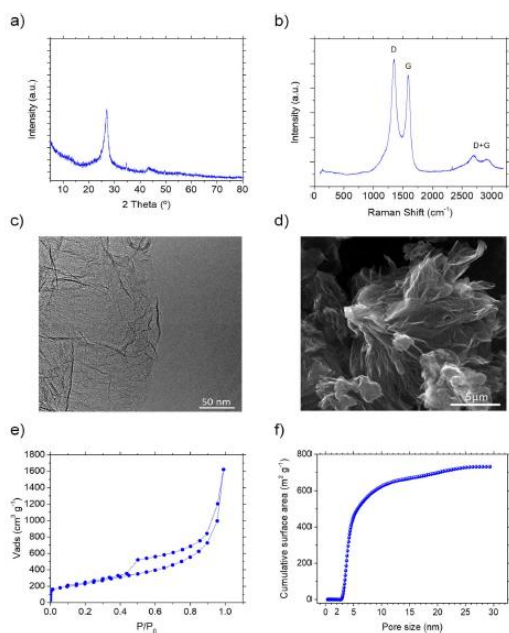 a)
b)
Intensity (a.u.)
5 10 20 30 40 50 60 70 80
2 Theta (º)
D
G
D+G
Intensity (a.u.)
0 500 1000 1500 2000 2500 3000
Raman Shift (cm⁻¹)
c)
d)
50 nm
5μm
e)
f)
Vads (cm³ g⁻¹)
1800
1600
1400
1200
1000
800
600
400
200
0
0.0 0.2 0.4 0.6 0.8 1.0
P/P₀
Cumulative surface area (m² g⁻¹)
800
600
400
200
0
0 2 5 10 15 20 25 30
Pore size (nm)